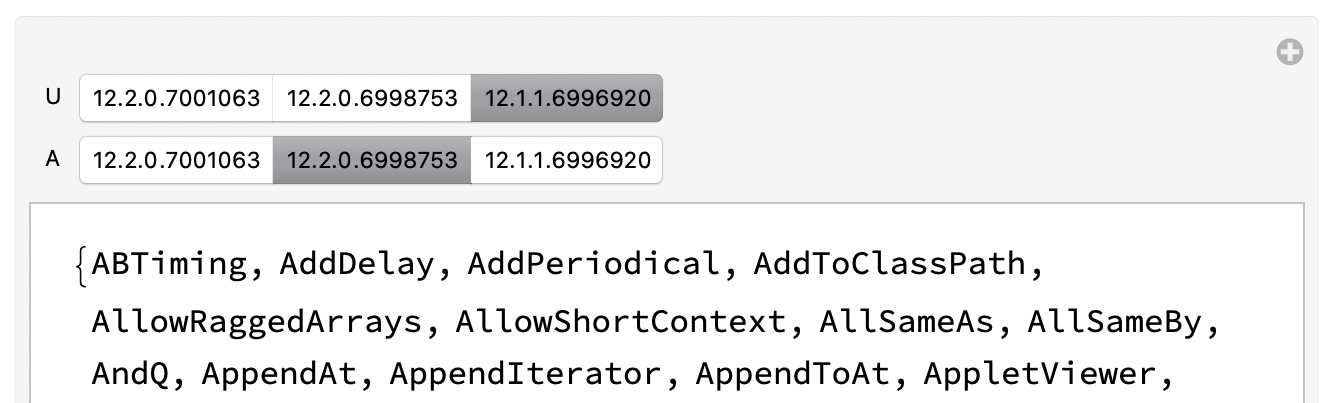 U 12.2.0.7001063 12.2.0.6998753 12.1.1.6996920
A 12.2.0.7001063 12.2.0.6998753 12.1.1.6996920
{ABTiming, AddDelay, AddPeriodical, AddToClassPath,
AllowRaggedArrays, AllowShortContext, AllSameAs, AllSameBy,
AndQ, AppendAt, AppendIterator, AppendToAt, AppletViewer,